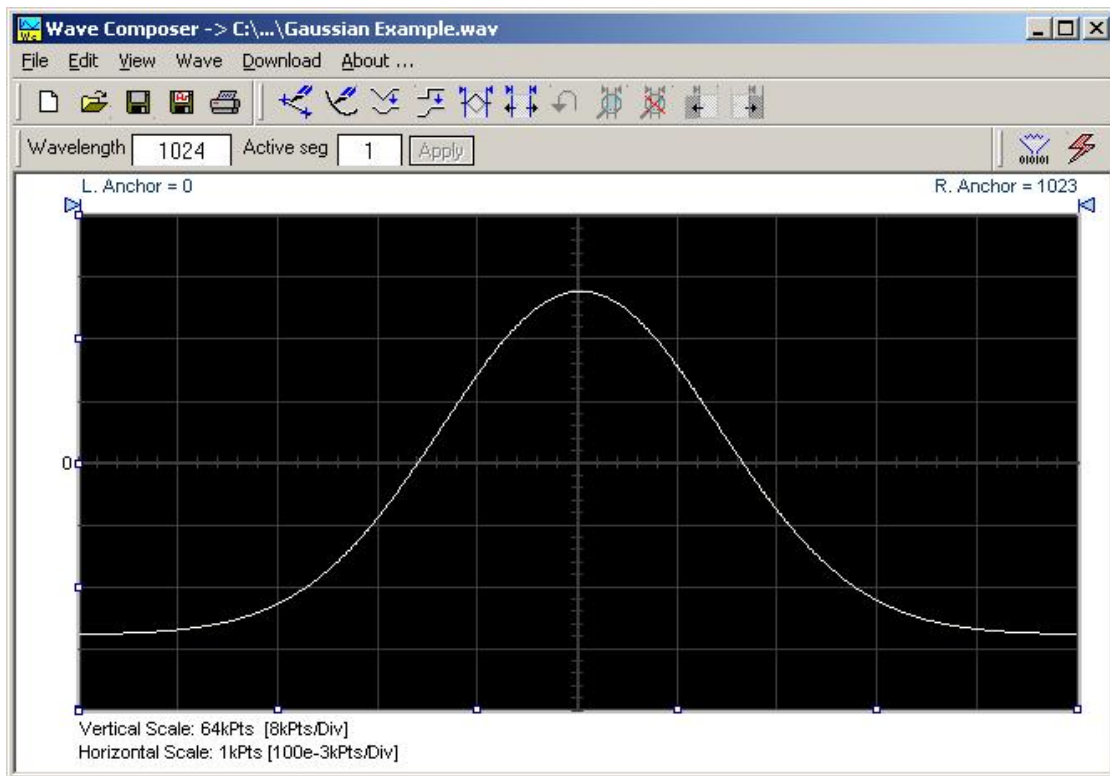 Wave Composer -> C:\...\Gaussian Example.wav
File Edit View Wave Download About ...
Wavelength 1024 Active seg 1 Apply
010101
L. Anchor = 0 R. Anchor = 1023
0
Vertical Scale: 64kPts [8kPts/Div]
Horizontal Scale: 1kPts [100e-3kPts/Div]